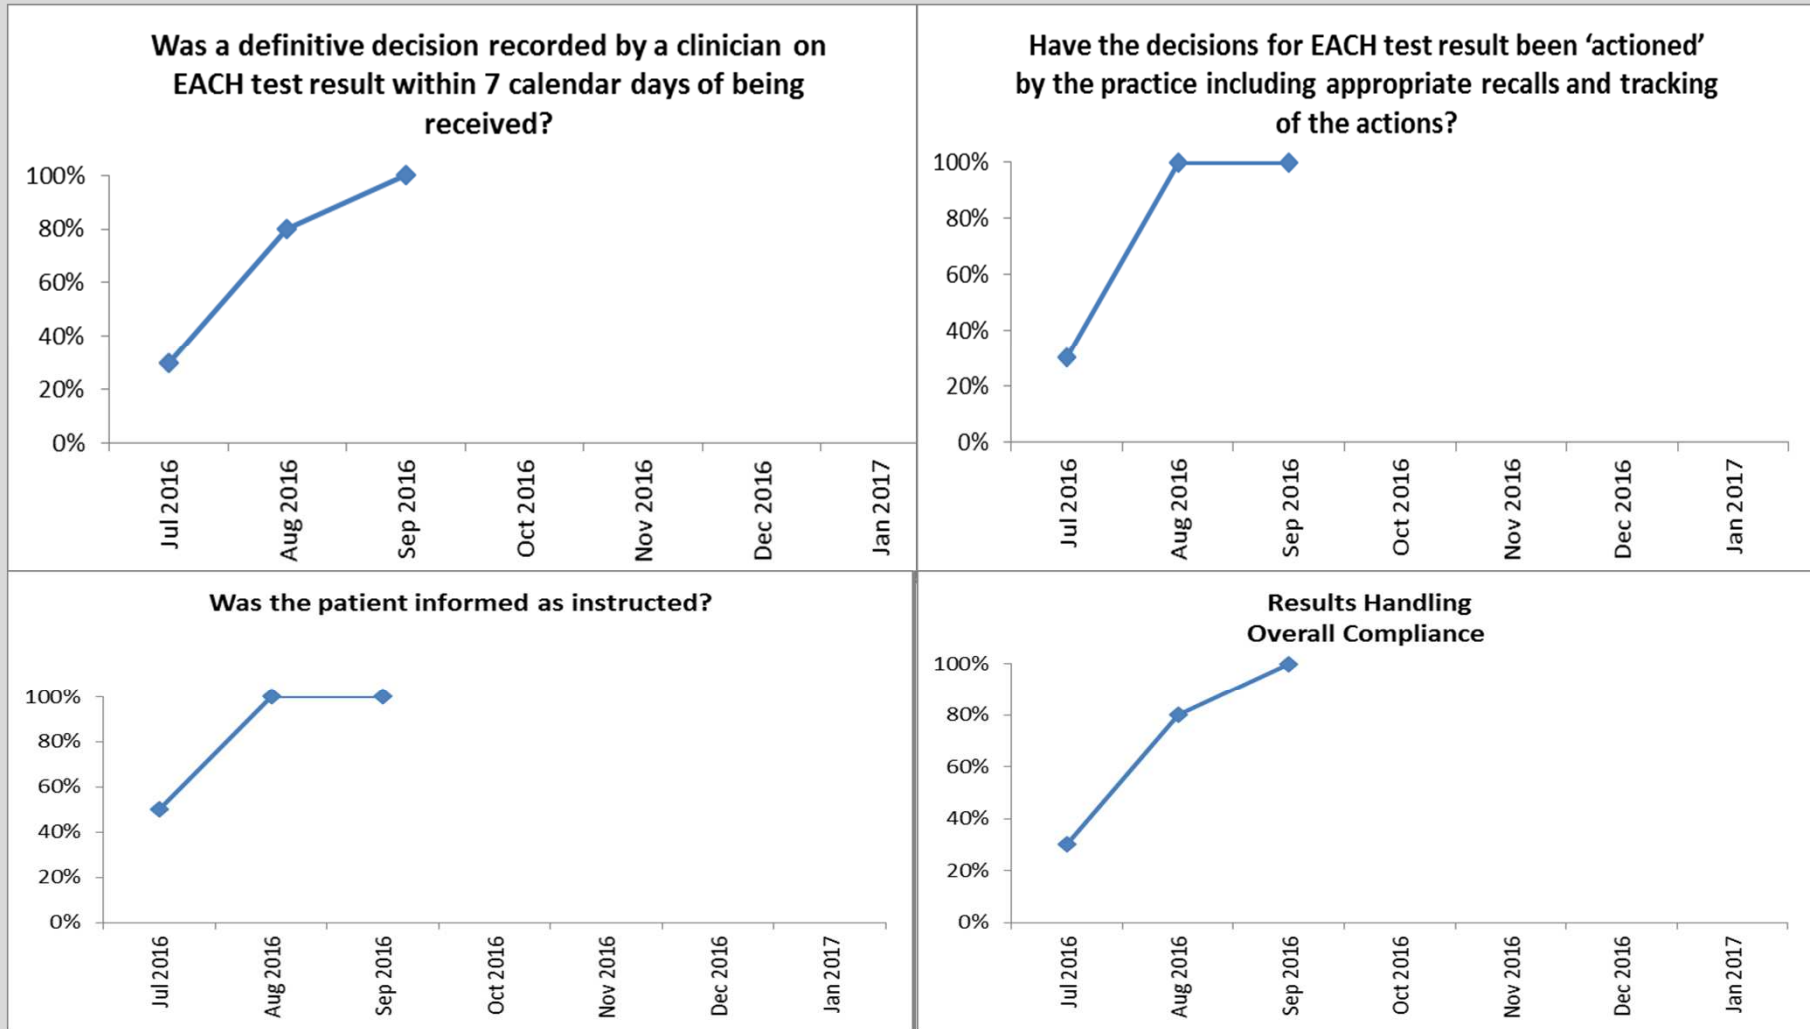 Was a definitive decision recorded by a clinician on
EACH test result within 7 calendar days of being
received?
100%
80%
60%
40%
20%
0%
Jul 2016
Aug 2016
Sep 2016
Oct 2016
Nov 2016
Dec 2016
Jan 2017
Have the decisions for EACH test result been ‘actioned’
by the practice including appropriate recalls and tracking
of the actions?
100%
80%
60%
40%
20%
0%
Jul 2016
Aug 2016
Sep 2016
Oct 2016
Nov 2016
Dec 2016
Jan 2017
Was the patient informed as instructed?
100%
80%
60%
40%
20%
0%
Jul 2016
Aug 2016
Sep 2016
Oct 2016
Nov 2016
Dec 2016
Jan 2017
Results Handling
Overall Compliance
100%
80%
60%
40%
20%
0%
Jul 2016
Aug 2016
Sep 2016
Oct 2016
Nov 2016
Dec 2016
Jan 2017